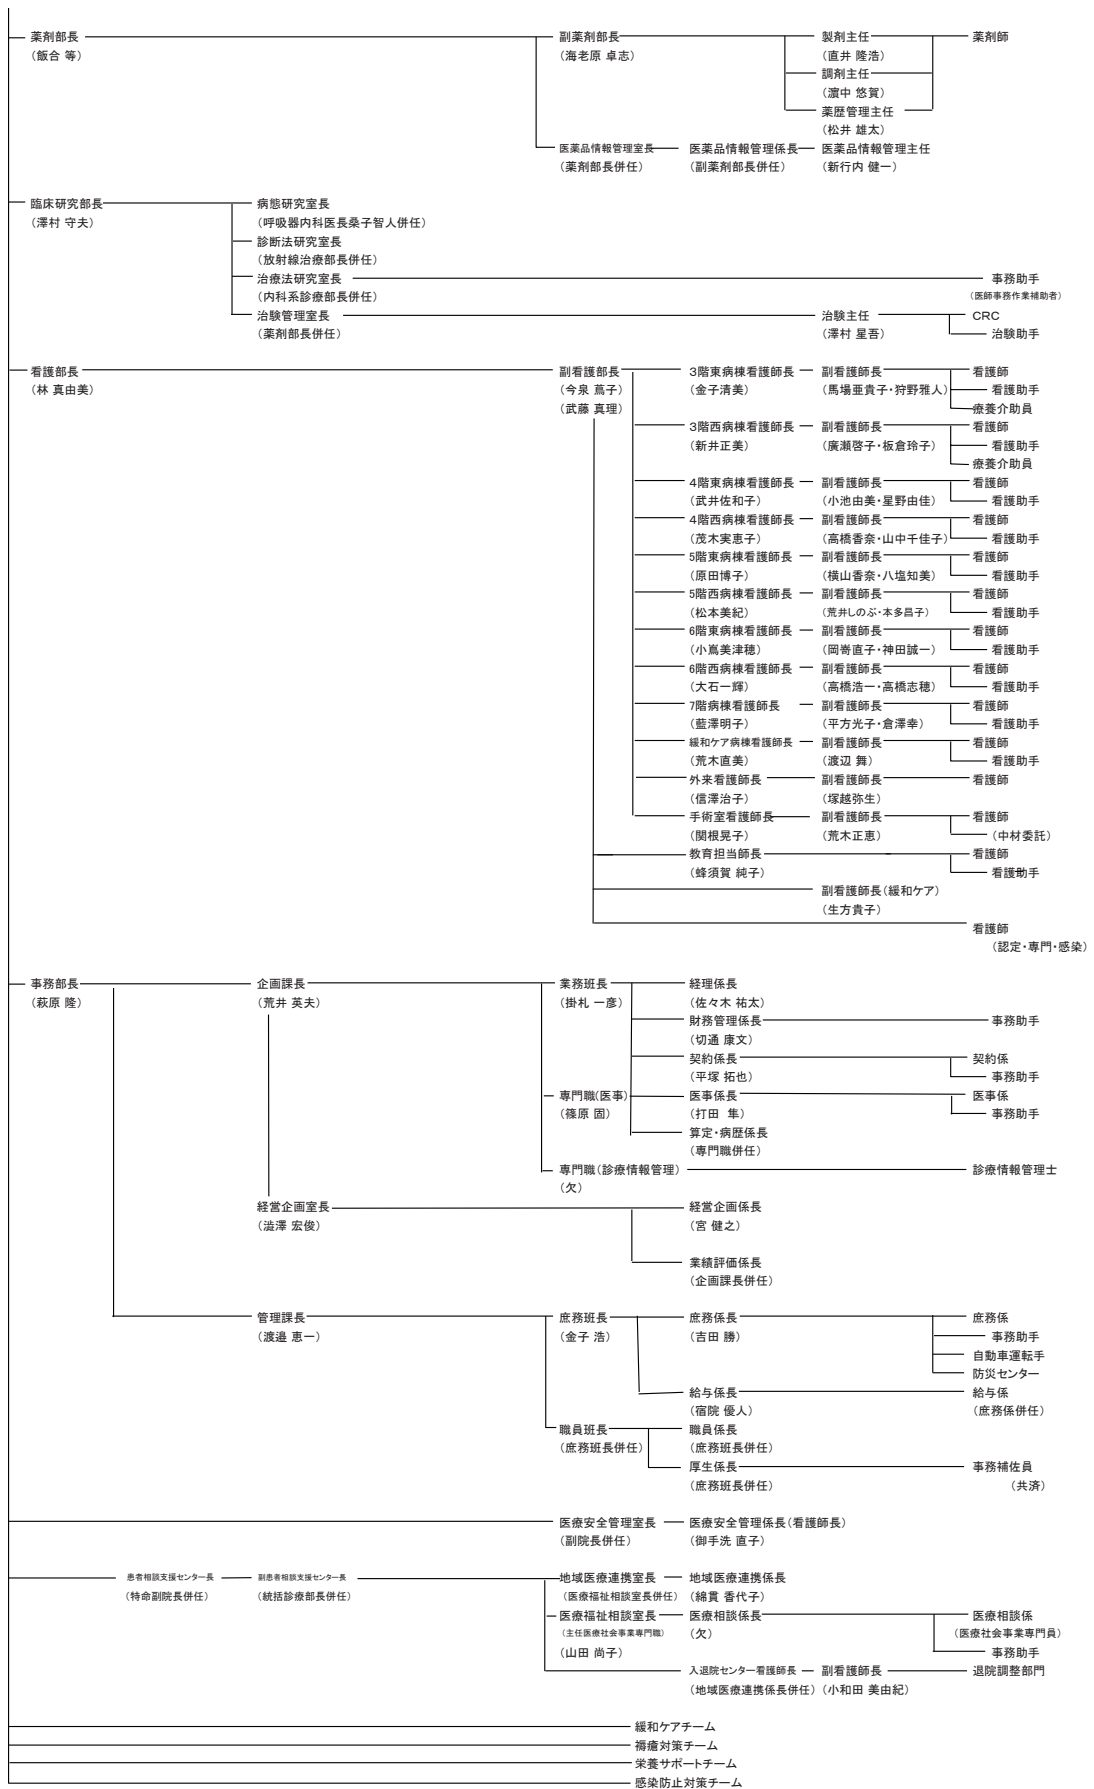 薬剤部長 副薬剤部長 製剤主任 薬剤師
(飯合 等) (海老原 卓志) (直井 隆浩)
調剤主任
(濵中 悠賀)
薬歴管理主任
(松井 雄太)
医薬品情報管理室長 医薬品情報管理係長 医薬品情報管理主任
(薬剤部長併任) (副薬剤部長併任) (新行内 健一)
臨床研究部長 病態研究室長
(澤村 守夫) (呼吸器内科医長桑子智人併任)
診断法研究室長
(放射線治療部長併任)
治療法研究室長 事務助手
(内科系診療部長併任) (医師事務作業補助者)
治験管理室長 治験主任 CRC
(薬剤部長併任) (澤村 星吾) 治験助手
看護部長 副看護部長 3階東病棟看護師長 副看護師長 看護師
(林 真由美) (今泉 蔦子) (金子清美) (馬場亜貴子・狩野雅人) 看護助手
(武藤 真理) 療養介助員
3階西病棟看護師長 副看護師長 看護師
(新井正美) (廣瀬啓子・板倉玲子) 看護助手
療養介助員
4階東病棟看護師長 副看護師長 看護師
(武井佐和子) (小池由美・星野由佳) 看護助手
4階西病棟看護師長 副看護師長 看護師
(茂木実恵子) (高橋香奈・山中千佳子) 看護助手
5階東病棟看護師長 副看護師長 看護師
(原田博子) (横山香奈・八塩知美) 看護助手
5階西病棟看護師長 副看護師長 看護師
(松本美紀) (荒井しのぶ・本多昌子) 看護助手
6階東病棟看護師長 副看護師長 看護師
(小嶌美津穂) (岡嵜直子・神田誠一) 看護助手
6階西病棟看護師長 副看護師長 看護師
(大石一輝) (高橋浩一・高橋志穂) 看護助手
7階病棟看護師長 副看護師長 看護師
(藍澤明子) (平方光子・倉澤幸) 看護助手
緩和ケア病棟看護師長 副看護師長 看護師
(荒木直美) (渡辺 舞) 看護助手
外来看護師長 副看護師長 看護師
(信澤治子) (塚越弥生)
手術室看護師長 副看護師長 看護師
(関根晃子) (荒木正恵) (中材委託)
教育担当師長 看護師
(蜂須賀 純子) 看護助手
副看護師長(緩和ケア)
(生方貴子)
看護師
(認定・専門・感染)
事務部長 企画課長 業務班長 経理係長
(萩原 隆) (荒井 英夫) (掛札 一彦) (佐々木 祐太)
財務管理係長 事務助手
(切通 康文)
契約係長 契約係
(平塚 拓也) 事務助手
専門職(医事) 医事係長 医事係
(篠原 固) (打田 隼) 事務助手
算定・病歴係長
(専門職併任)
専門職(診療情報管理) 診療情報管理士
(欠)
経営企画室長 経営企画係長
(澁澤 宏俊) (宮 健之)
業績評価係長
(企画課長併任)
管理課長 庶務班長 庶務係長 庶務係
(渡邉 恵一) (金子 浩) (吉田 勝) 事務助手
自動車運転手
防災センター
給与係長 給与係
(宿院 優人) (庶務係併任)
職員班長 職員係長
(庶務班長併任) (庶務班長併任)
厚生係長 事務補佐員
(庶務班長併任) (共済)
医療安全管理室長 医療安全管理係長(看護師長)
(副院長併任) (御手洗 直子)
患者相談支援センター長 副患者相談支援センター長 地域医療連携室長 地域医療連携係長
(特命副院長併任) (統括診療部長併任) (医療福祉相談室長併任) (綿貫 香代子)
医療福祉相談室長 医療相談係長 医療相談係
(主任医療社会事業専門職) (欠) (医療社会事業専門員)
(山田 尚子) 事務助手
入退院センター看護師長 副看護師長 退院調整部門
(地域医療連携係長併任) (小和田 美由紀)
緩和ケアチーム
褥瘡対策チーム
栄養サポートチーム
感染防止対策チーム